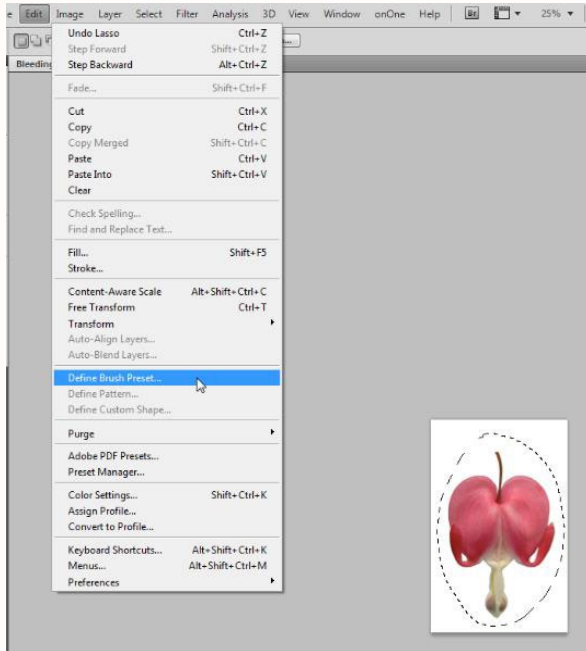 Edit Image Layer Select Filter Analysis 3D View Window onOne Help Br 25%
Bleeding
Undo Lasso Ctrl+Z
Step Forward Shift+Ctrl+Z
Step Backward Alt+Ctrl+Z
Fade... Shift+Ctrl+F
Cut Ctrl+X
Copy Ctrl+C
Copy Merged Shift+Ctrl+C
Paste Ctrl+V
Paste Into Shift+Ctrl+V
Clear
Check Spelling...
Find and Replace Text...
Fill... Shift+F5
Stroke...
Content-Aware Scale Alt+Shift+Ctrl+C
Free Transform Ctrl+T
Transform
Auto-Align Layers...
Auto-Blend Layers...
Define Brush Preset...
Define Pattern...
Define Custom Shape...
Purge
Adobe PDF Presets...
Preset Manager...
Color Settings... Shift+Ctrl+K
Assign Profile...
Convert to Profile...
Keyboard Shortcuts... Alt+Shift+Ctrl+K
Menus... Alt+Shift+Ctrl+M
Preferences